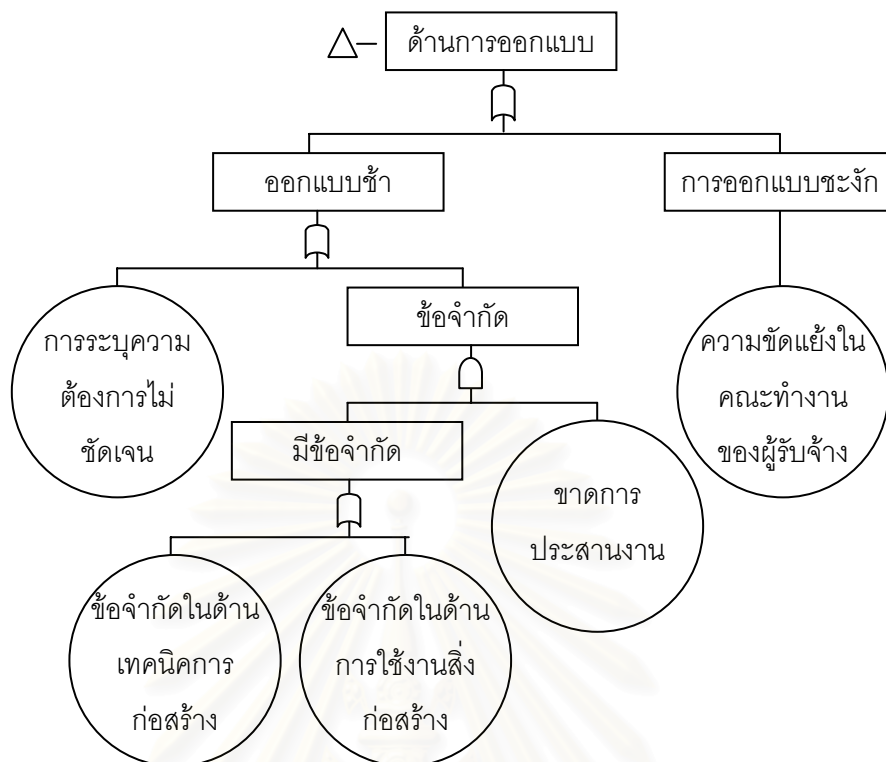 ด้านการออกแบบ
ออกแบบช้า
การออกแบบชะงัก
ข้อจำกัด
การระบุความ
ต้องการไม่
ชัดเจน
ความขัดแย้งใน
คณะทำงาน
ของผู้รับจ้าง
มีข้อจำกัด
ขาดการ
ประสานงาน
ข้อจำกัดในด้าน
เทคนิคการ
ก่อสร้าง
ข้อจำกัดในด้าน
การใช้งานสิ่ง
ก่อสร้าง